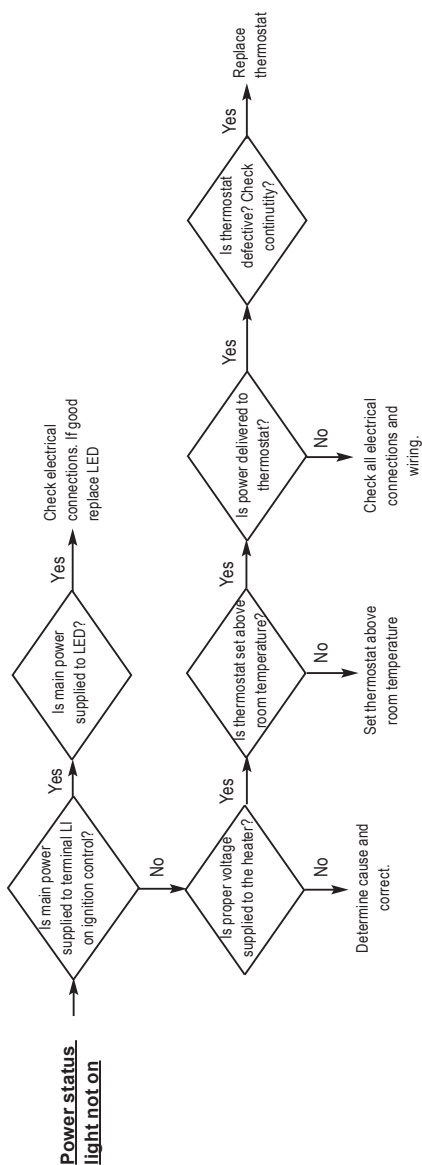 Power status
light not on
Is main power
supplied to terminal LI
on ignition control?
Yes
Is main power
supplied to LED?
Yes
Check electrical
connections. If good
replace LED
No
Is proper voltage
supplied to the heater?
Yes
Is thermostat set above
room temperature?
Yes
Is power delivered to
thermostat?
Yes
Is thermostat
defective? Check
continutity?
Yes
Replace
thermostat
No
Determine cause and
correct.
No
Set thermostat above
room temperature
No
Check all electrical
connections and
wiring.